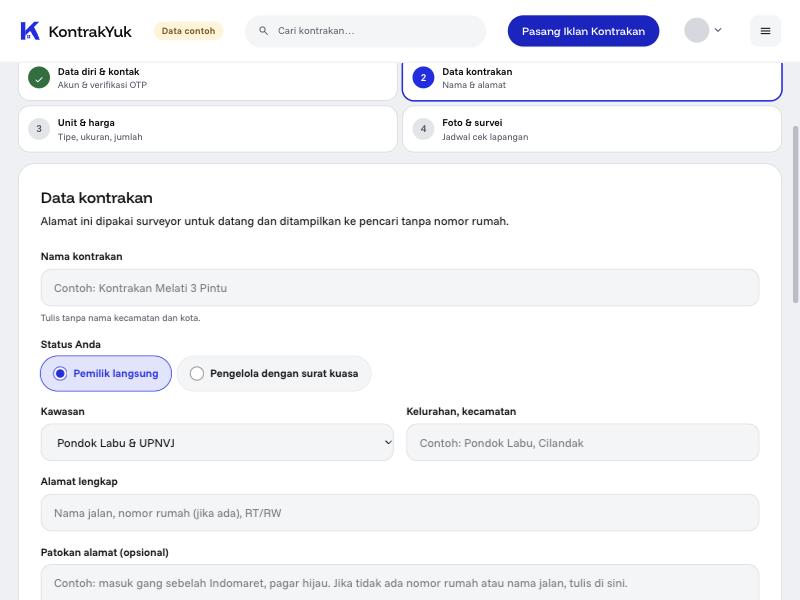 KontrakYuk
Data contoh
Cari kontrakan...
Pasang Iklan Kontrakan
Data diri & kontak
Akun & verifikasi OTP
2
Data kontrakan
Nama & alamat
3
Unit & harga
Tipe, ukuran, jumlah
4
Foto & survei
Jadwal cek lapangan
Data kontrakan
Alamat ini dipakai surveyor untuk datang dan ditampilkan ke pencari tanpa nomor rumah.
Nama kontrakan
Contoh: Kontrakan Melati 3 Pintu
Tulis tanpa nama kecamatan dan kota.
Status Anda
Pemilik langsung
Pengelola dengan surat kuasa
Kawasan
Kelurahan, kecamatan
Pondok Labu & UPNVJ
Contoh: Pondok Labu, Cilandak
Alamat lengkap
Nama jalan, nomor rumah (jika ada), RT/RW
Patokan alamat (opsional)
Contoh: masuk gang sebelah Indomaret, pagar hijau. Jika tidak ada nomor rumah atau nama jalan, tulis di sini.